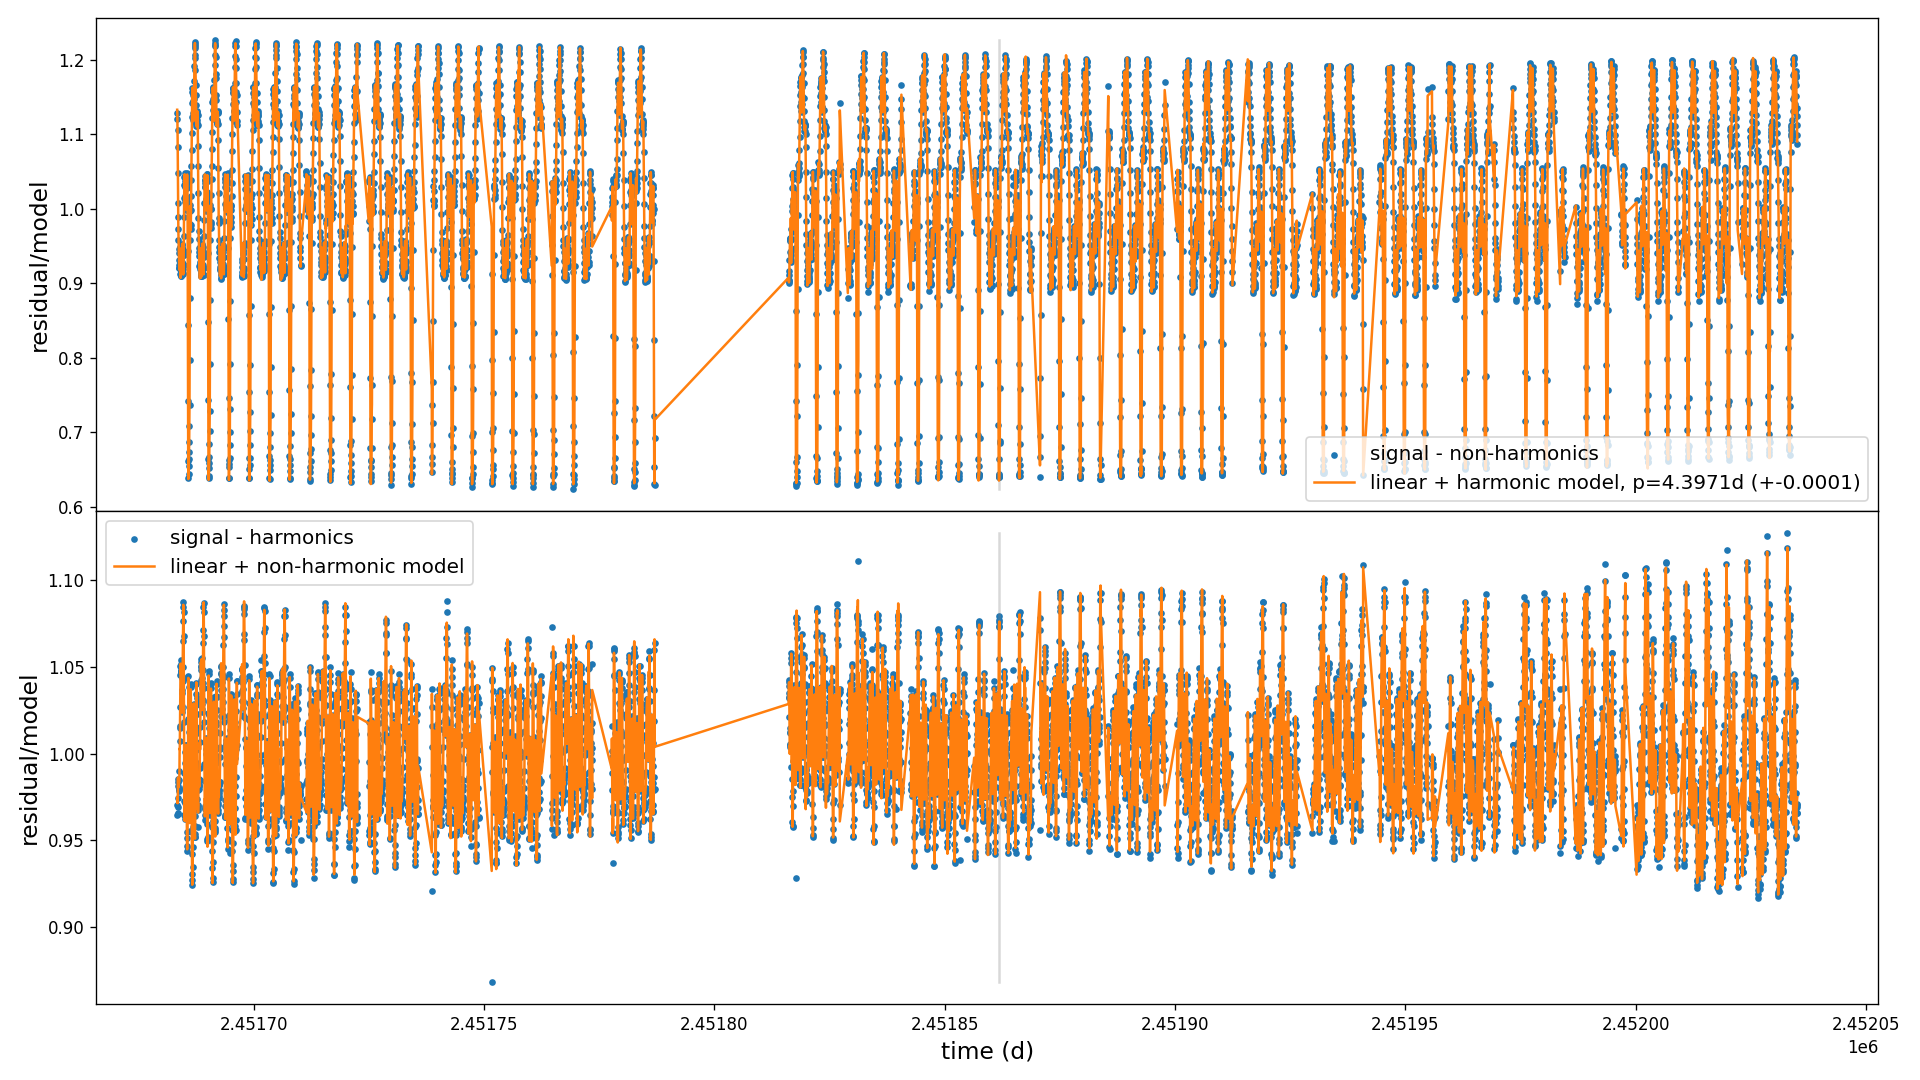 1.2
1.1
1.0
0.9
0.8
0.7
0.6
residual/model
signal - non-harmonics
linear + harmonic model, p=4.3971d (+-0.0001)
signal - harmonics
linear + non-harmonic model
1.10
1.05
1.00
0.95
0.90
residual/model
2.45170 2.45175 2.45180 2.45185 2.45190 2.45195 2.45200 2.45205
time (d)
1e6